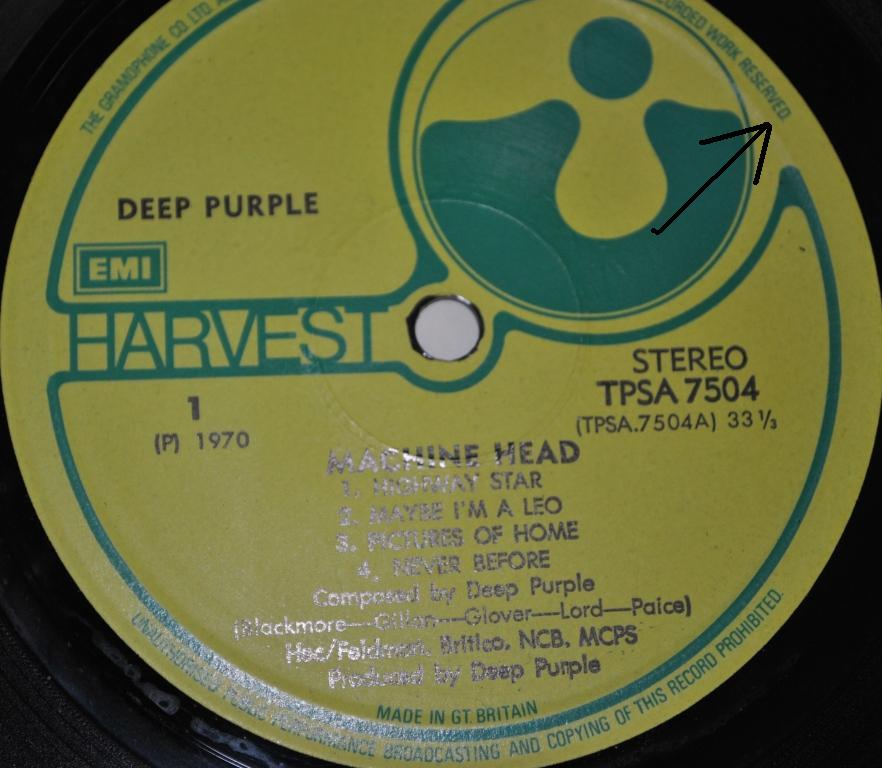 THE GRAMOPHONE CO. LTD.
RECORDED WORK RESERVED
DEEP PURPLE
EMI
HARVEST
STEREO
TPSA 7504
(TPSA.7504A) 33⅓
1
(P) 1970
MACHINE HEAD
1. HIGHWAY STAR
2. MAYBE I'M A LEO
3. PICTURES OF HOME
4. NEVER BEFORE
Composed by Deep Purple
(Blackmore—Gillan—Glover—Lord—Paice)
Hec/Feldman, Britico, NCB, MCPS
Produced by Deep Purple
MADE IN GT. BRITAIN
UNAUTHORISED PUBLIC PERFORMANCE BROADCASTING AND COPYING OF THIS RECORD PROHIBITED.